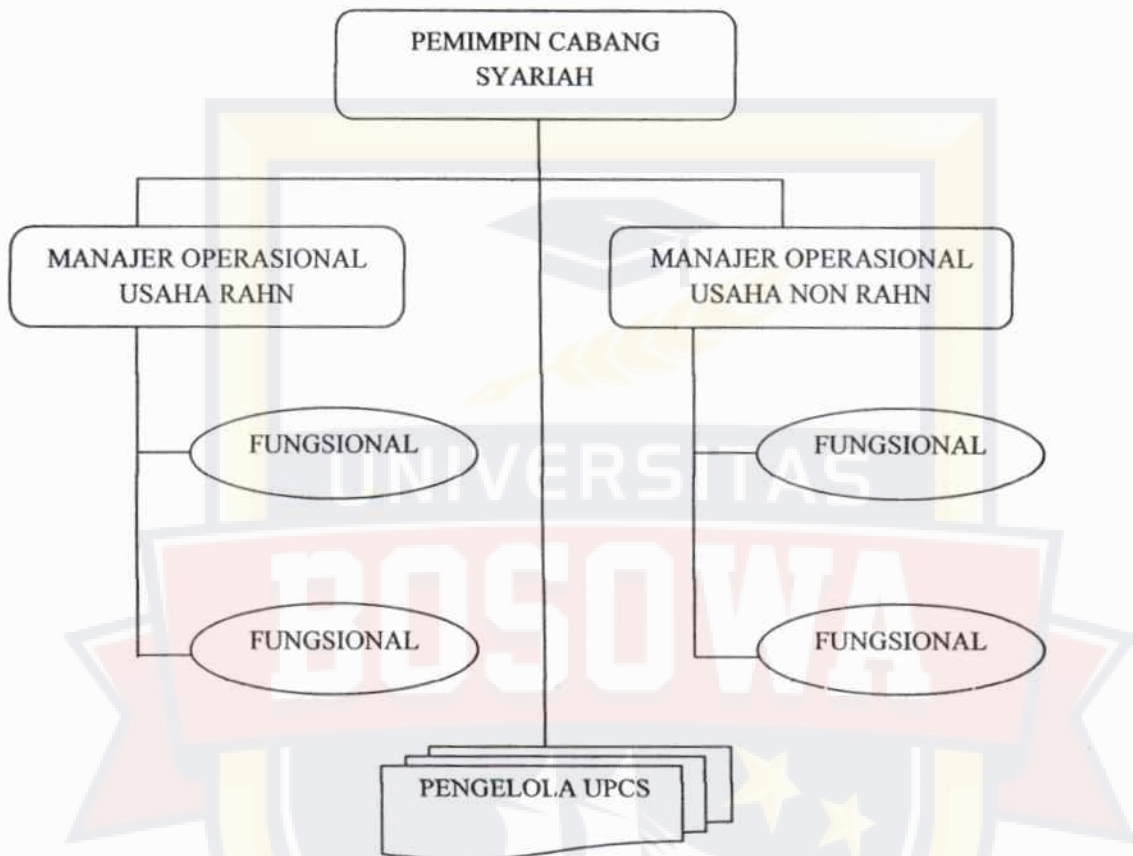 PEMIMPIN CABANG
SYARIAH
MANAJER OPERASIONAL
USAHA RAHN
MANAJER OPERASIONAL
USAHA NON RAHN
FUNGSIONAL
FUNGSIONAL
UNIVERSITAS
BOSOWA
FUNGSIONAL
FUNGSIONAL
PENGELOLA UPCS